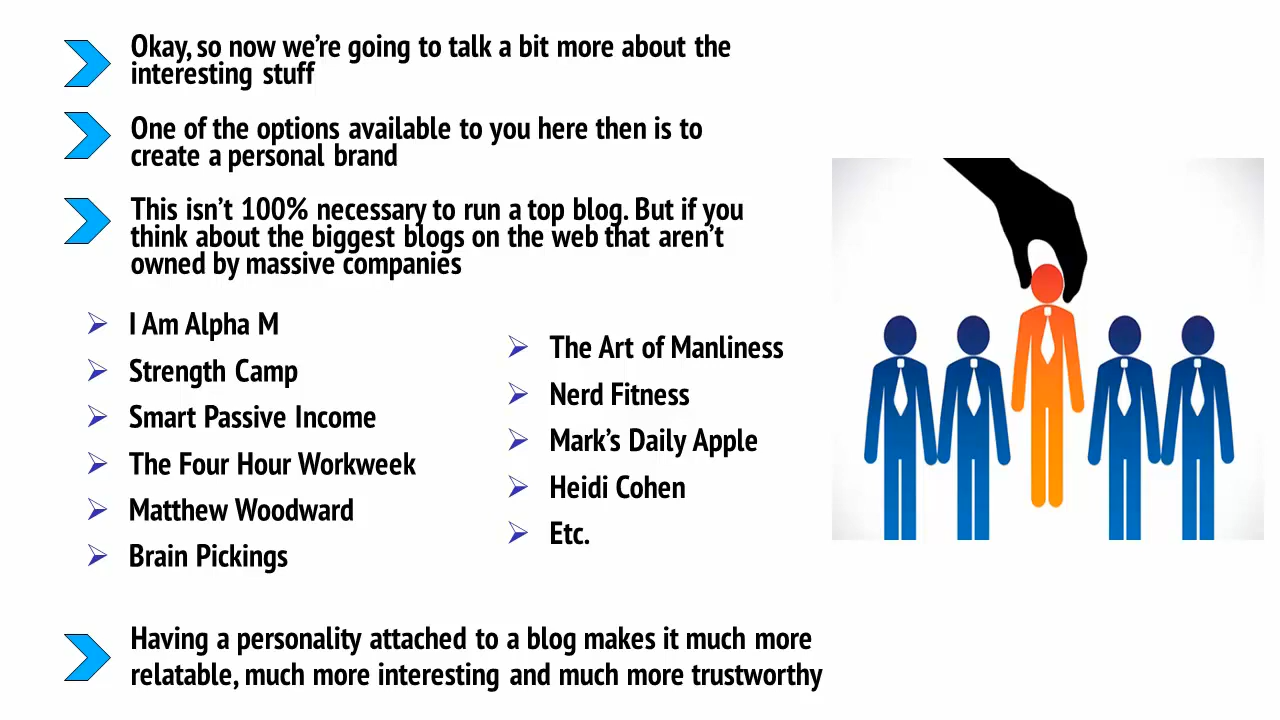 Okay, so now we’re going to talk a bit more about the
interesting stuff
One of the options available to you here then is to
create a personal brand
This isn’t 100% necessary to run a top blog. But if you
think about the biggest blogs on the web that aren’t
owned by massive companies
I Am Alpha M
Strength Camp
Smart Passive Income
The Four Hour Workweek
Matthew Woodward
Brain Pickings
The Art of Manliness
Nerd Fitness
Mark’s Daily Apple
Heidi Cohen
Etc.
Having a personality attached to a blog makes it much more
relatable, much more interesting and much more trustworthy